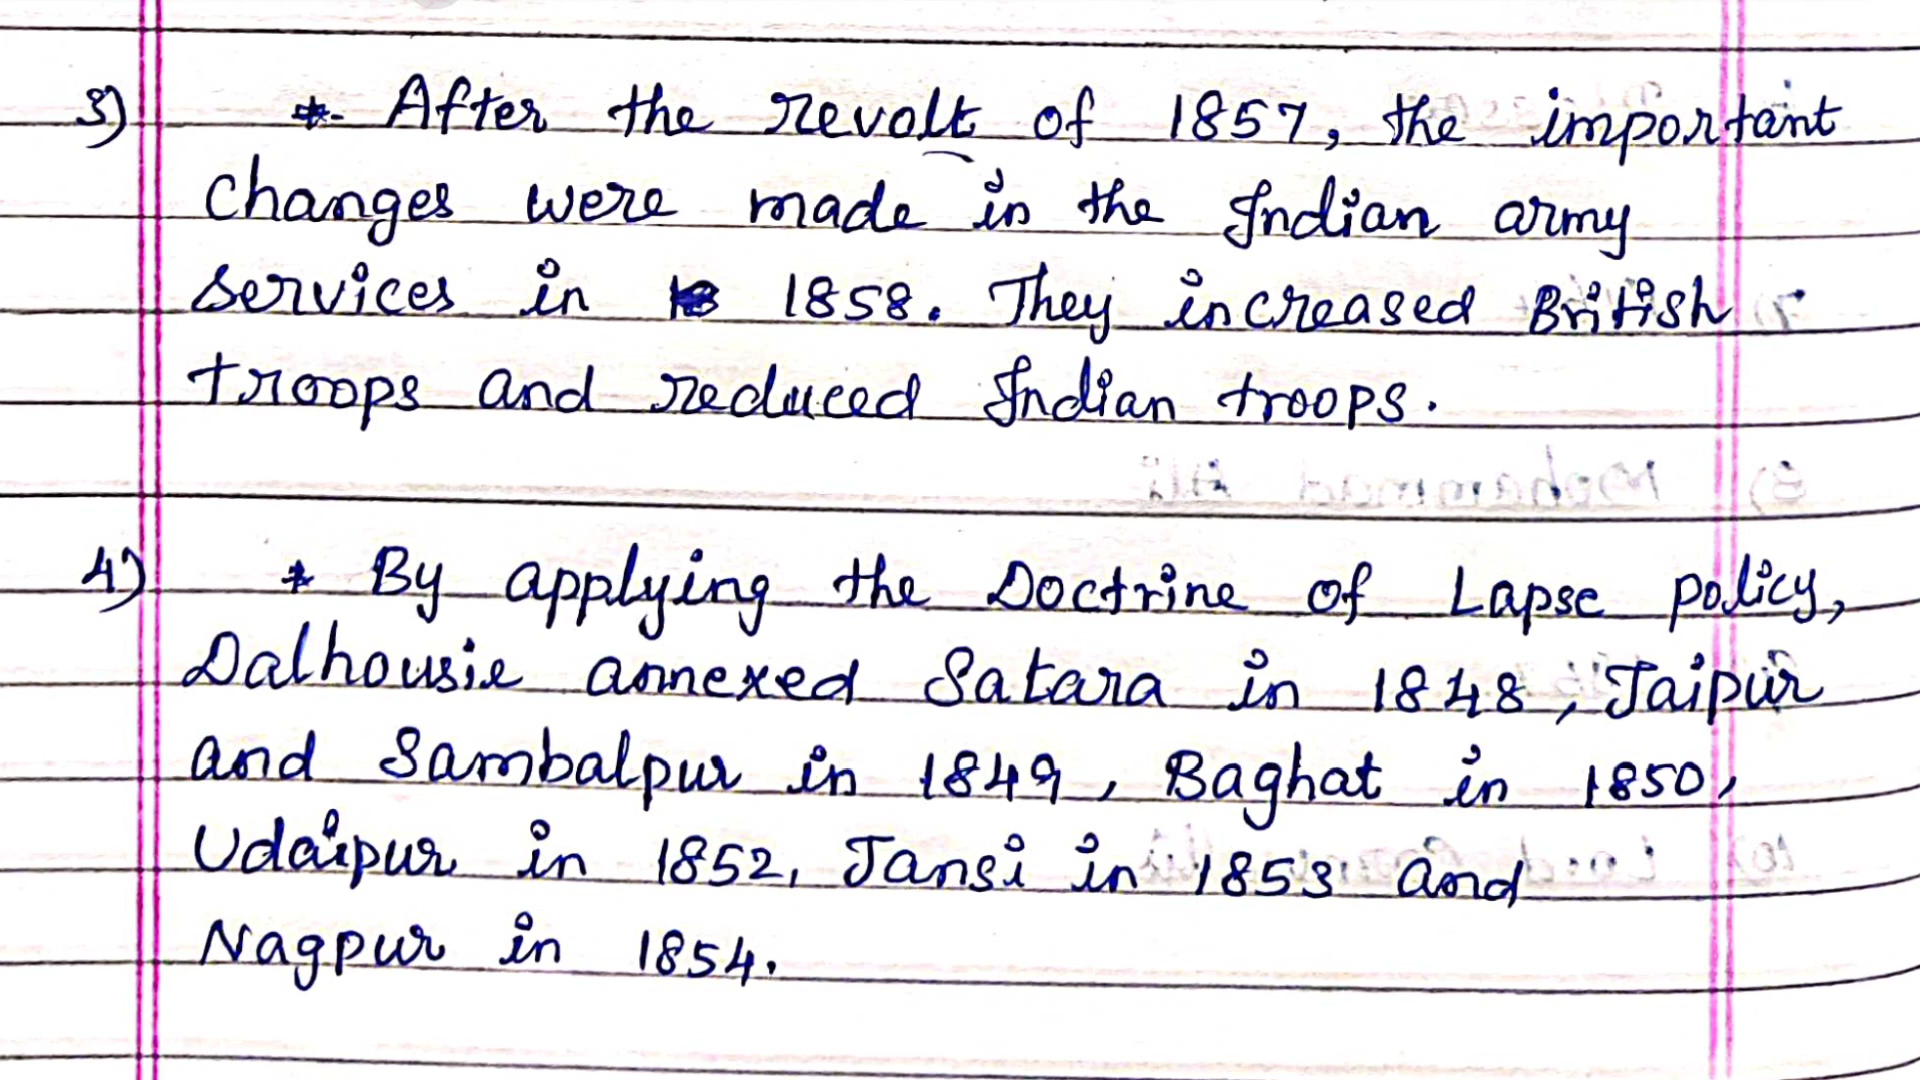 3) * After the revolt of 1857, the important
changes were made in the Indian army
services in 1858. They increased British
troops and reduced Indian troops.
4) * By applying the Doctrine of Lapse policy,
Dalhousie annexed Satara in 1848, Jaipur
and Sambalpur in 1849, Baghat in 1850,
Udaipur in 1852, Jansi in 1853 and
Nagpur in 1854.